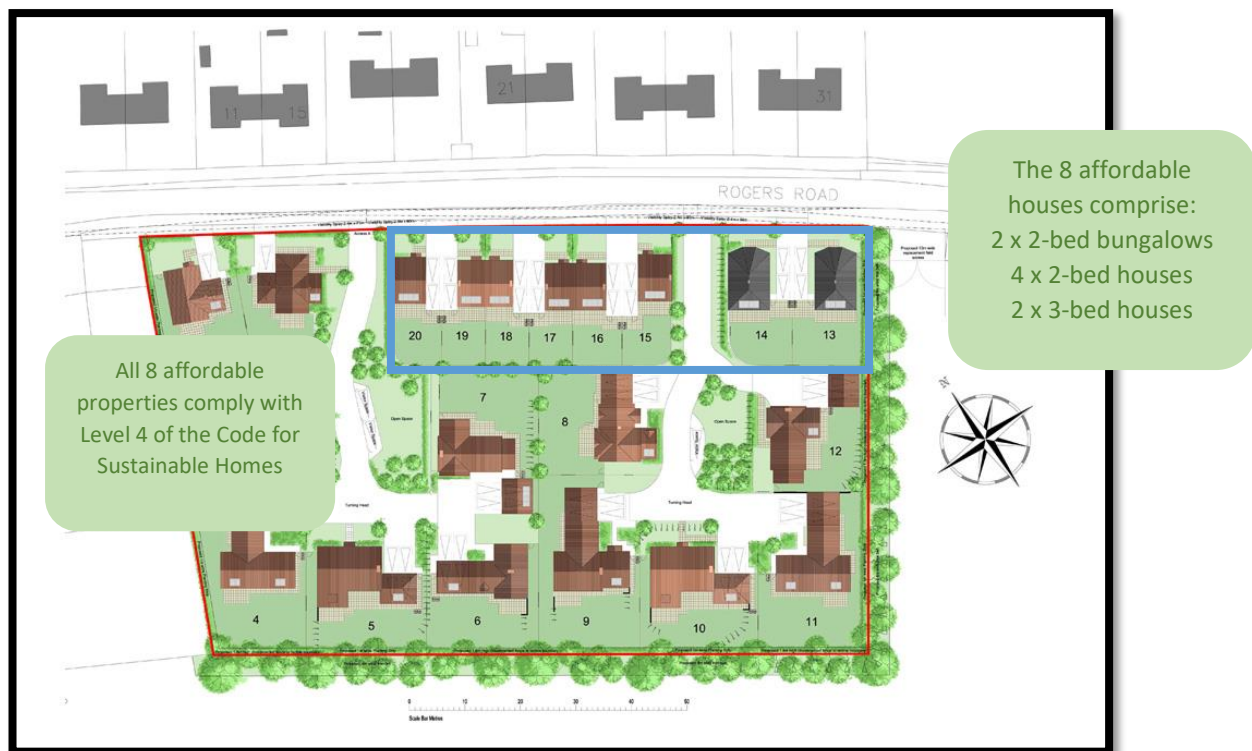 11 15
21
31
ROGERS ROAD
The 8 affordable
houses comprise:
2 x 2-bed bungalows
4 x 2-bed houses
2 x 3-bed houses
20 19 18 17 16 15 14 13
All 8 affordable
properties comply with
Level 4 of the Code for
Sustainable Homes
N
7
8
Open Space
Open Space
12
Turning Head
Turning Head
4
5
6
9
10
11
0 10 20 30 40 50
Scale Bar Metres